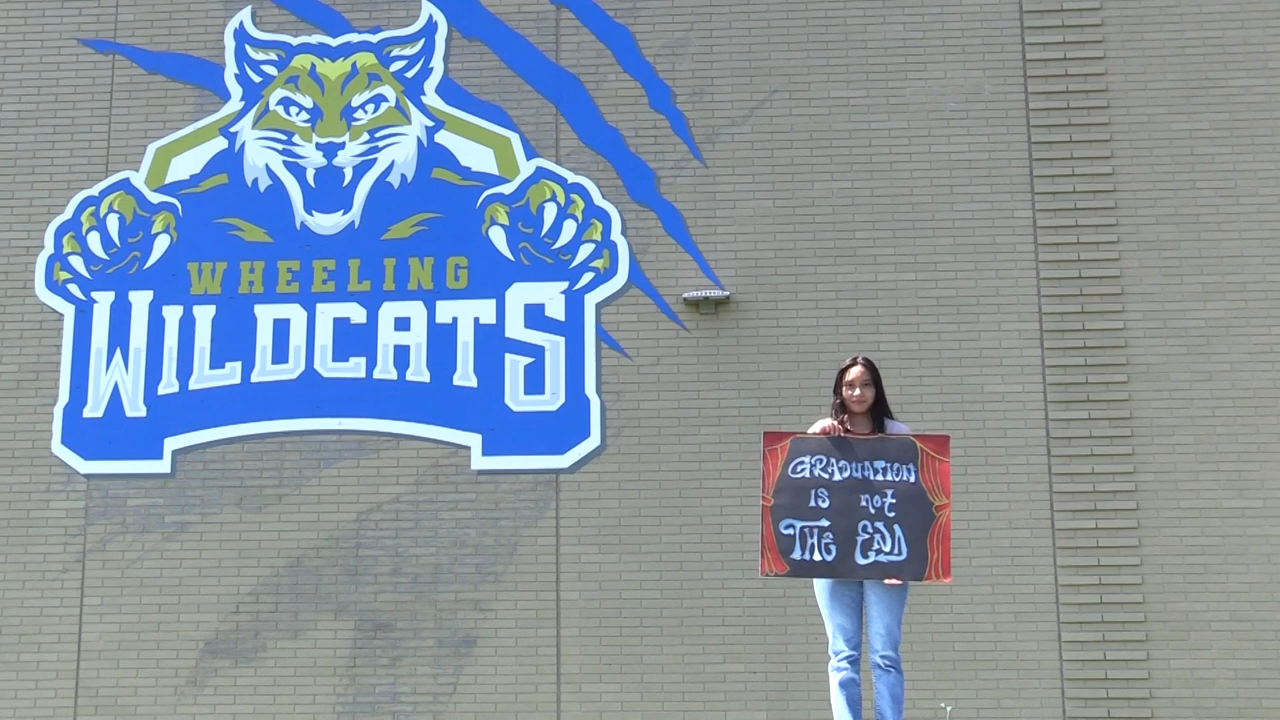 WHEELING
WILDCATS
GRADUATION
IS not
THE END